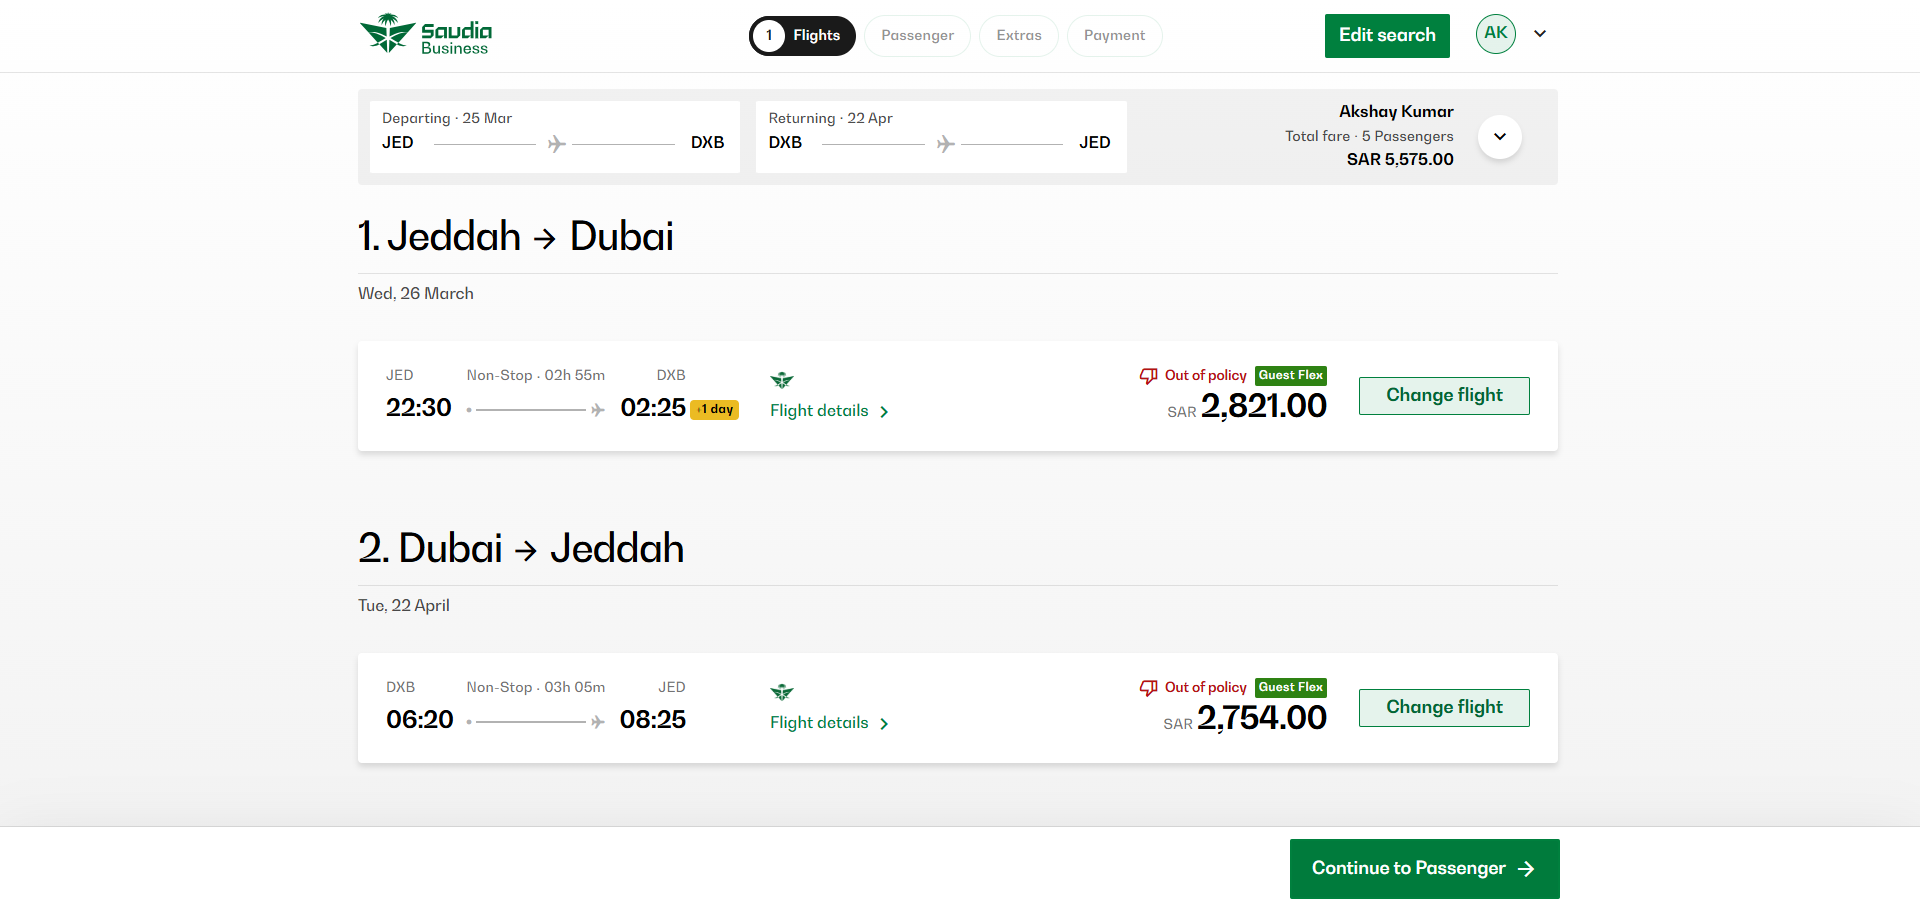 Saudia
Business
1 Flights
Passenger
Extras
Payment
Edit search
AK
Departing · 25 Mar
JED DXB
Returning · 22 Apr
DXB JED
Akshay Kumar
Total fare · 5 Passengers
SAR 5,575.00
1. Jeddah → Dubai
Wed, 26 March
JED Non-Stop · 02h 55m DXB
22:30 02:25 +1 day
Flight details
Out of policy Guest Flex
SAR 2,821.00
Change flight
2. Dubai → Jeddah
Tue, 22 April
DXB Non-Stop · 03h 05m JED
06:20 08:25
Flight details
Out of policy Guest Flex
SAR 2,754.00
Change flight
Continue to Passenger →